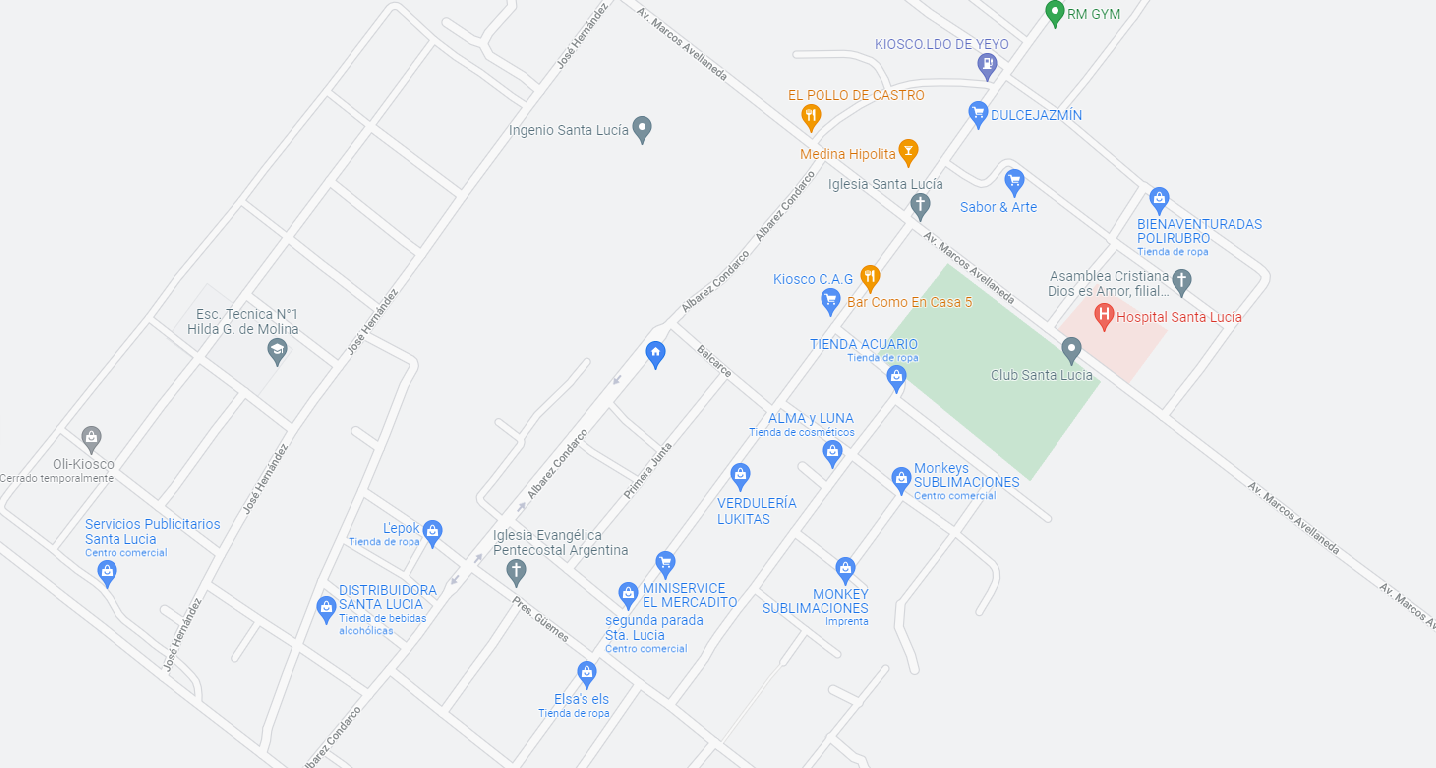 RM GYM
José Hernández
Av. Marcos Avellaneda
KIOSCO.LDO DE YEYO
EL POLLO DE CASTRO
DULCEJAZMÍN
Ingenio Santa Lucía
Medina Hipolita
Iglesia Santa Lucía
Sabor & Arte
Albarez Condarco
BIENAVENTURADAS
POLIRUBRO
Tienda de ropa
Av. Marcos Avellaneda
Albarez Condarco
Kiosco C.A.G
Bar Como En Casa 5
Asamblea Cristiana
Dios es Amor, filial...
Hospital Santa Lucía
Esc. Tecnica N°1
Hilda G. de Molina
José Hernández
TIENDA ACUARIO
Tienda de ropa
Balcarce
Club Santa Lucia
ALMA y LUNA
Tienda de cosméticos
Oli-Kiosco
Cerrado temporalmente
José Hernández
Albarez Condarco
Primera Junta
VERDULERÍA
LUKITAS
Monkeys
SUBLIMACIONES
Centro comercial
Av. Marcos Avellaneda
Servicios Publicitarios
Santa Lucia
Centro comercial
L'epok
Tienda de ropa
Iglesia Evangélica
Pentecostal Argentina
DISTRIBUIDORA
SANTA LUCIA
Tienda de bebidas
alcohólicas
MINISERVICE
EL MERCADITO
segunda parada
Sta. Lucia
Centro comercial
MONKEY
SUBLIMACIONES
Imprenta
Av. Marcos Av
José Hernández
Pres. Güemes
Elsa's els
Tienda de ropa
lbarez Condarco